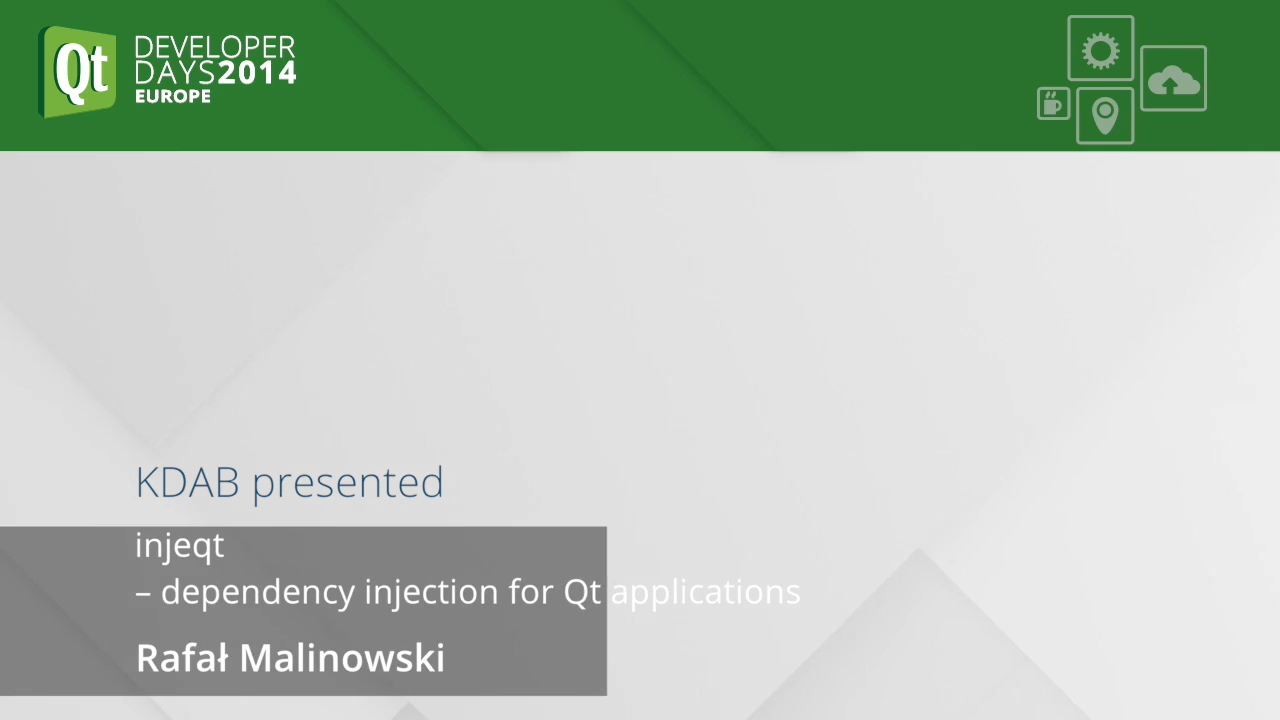 Qt
DEVELOPER
DAYS2014
EUROPE
KDAB presented
injeqt
– dependency injection for Qt applications
Rafał Malinowski